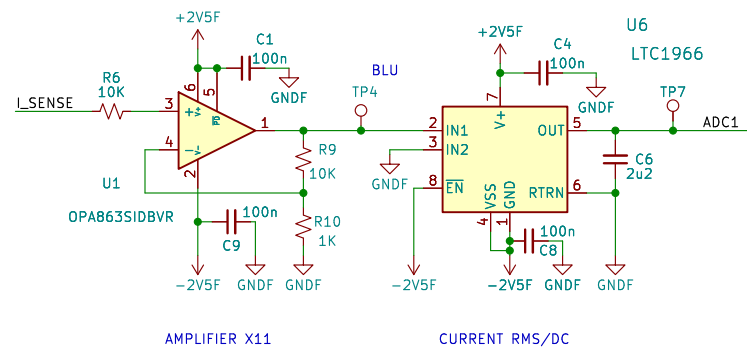 +2V5F
C1
100n
GNDF
R6
10K
I_SENSE
3
4
6
5
+
V+
PD
−
V−
1
2
U1
OPA863SIDBVR
R9
10K
R10
1K
100n
C9
−2V5F
GNDF
GNDF
BLU
TP4
+2V5F
C4
100n
GNDF
U6
LTC1966
7
V+
2
IN1
3
IN2
8
EN
GNDF
VSS
GND
4
1
OUT
5
RTRN
6
TP7
ADC1
C6
2u2
100n
C8
−2V5F
−2V5F
GNDF
GNDF
AMPLIFIER X11
CURRENT RMS/DC